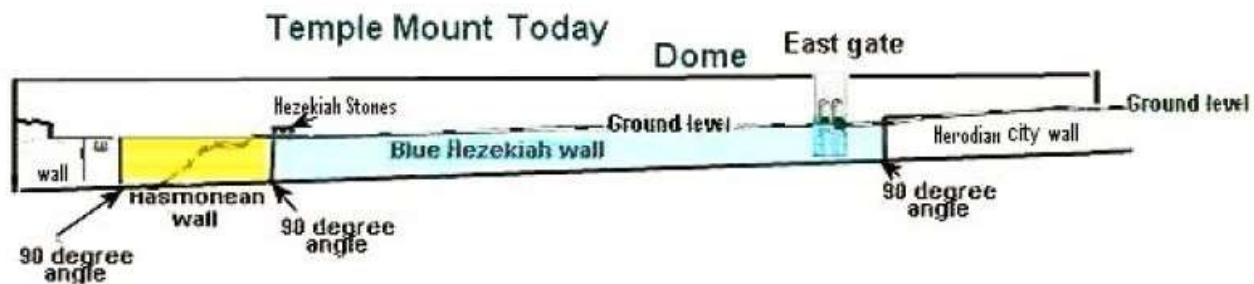 Temple Mount Today
Dome
East gate
Hezekiah Stones
Ground level
Ground level
Blue Hezekiah wall
Herodian city wall
wall
Hasmonean
wall
90 degree
angle
90 degree
angle
90 degree
angle